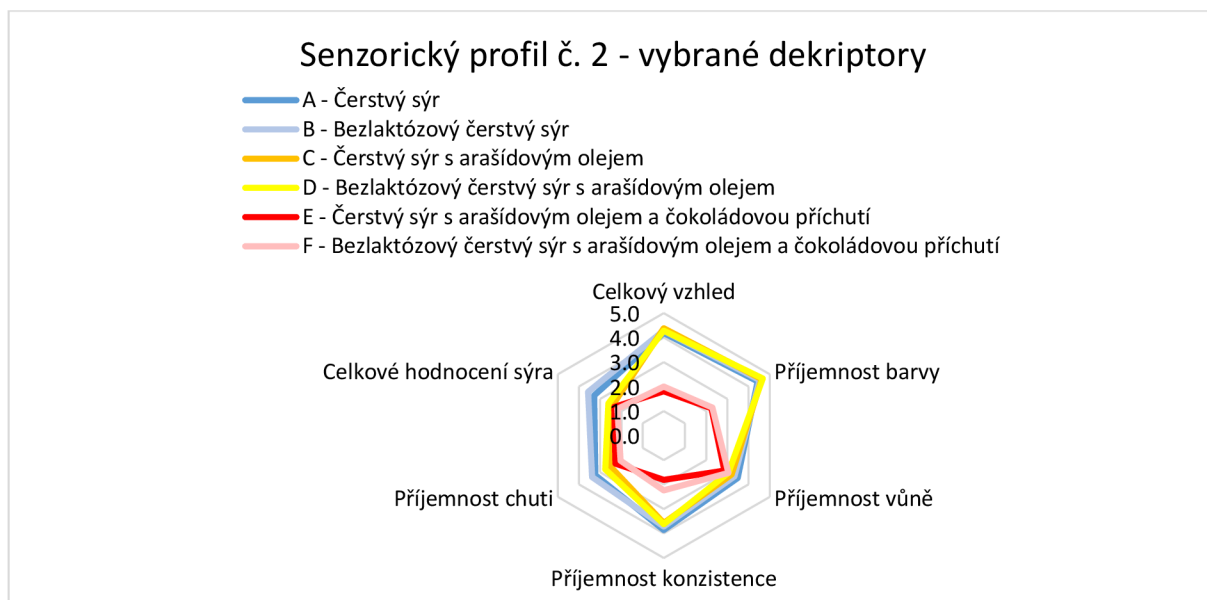 Senzorický profil č. 2 - vybrané dekriptory
A - Čerstvý sýr
B - Bezlaktózový čerstvý sýr
C - Čerstvý sýr s arašídovým olejem
D - Bezlaktózový čerstvý sýr s arašídovým olejem
E - Čerstvý sýr s arašídovým olejem a čokoládovou příchutí
F - Bezlaktózový čerstvý sýr s arašídovým olejem a čokoládovou příchutí
Celkový vzhled
5.0
4.0
3.0
2.0
1.0
0.0
Celkové hodnocení sýra
Příjemnost barvy
Příjemnost chuti
Příjemnost vůně
Příjemnost konzistence